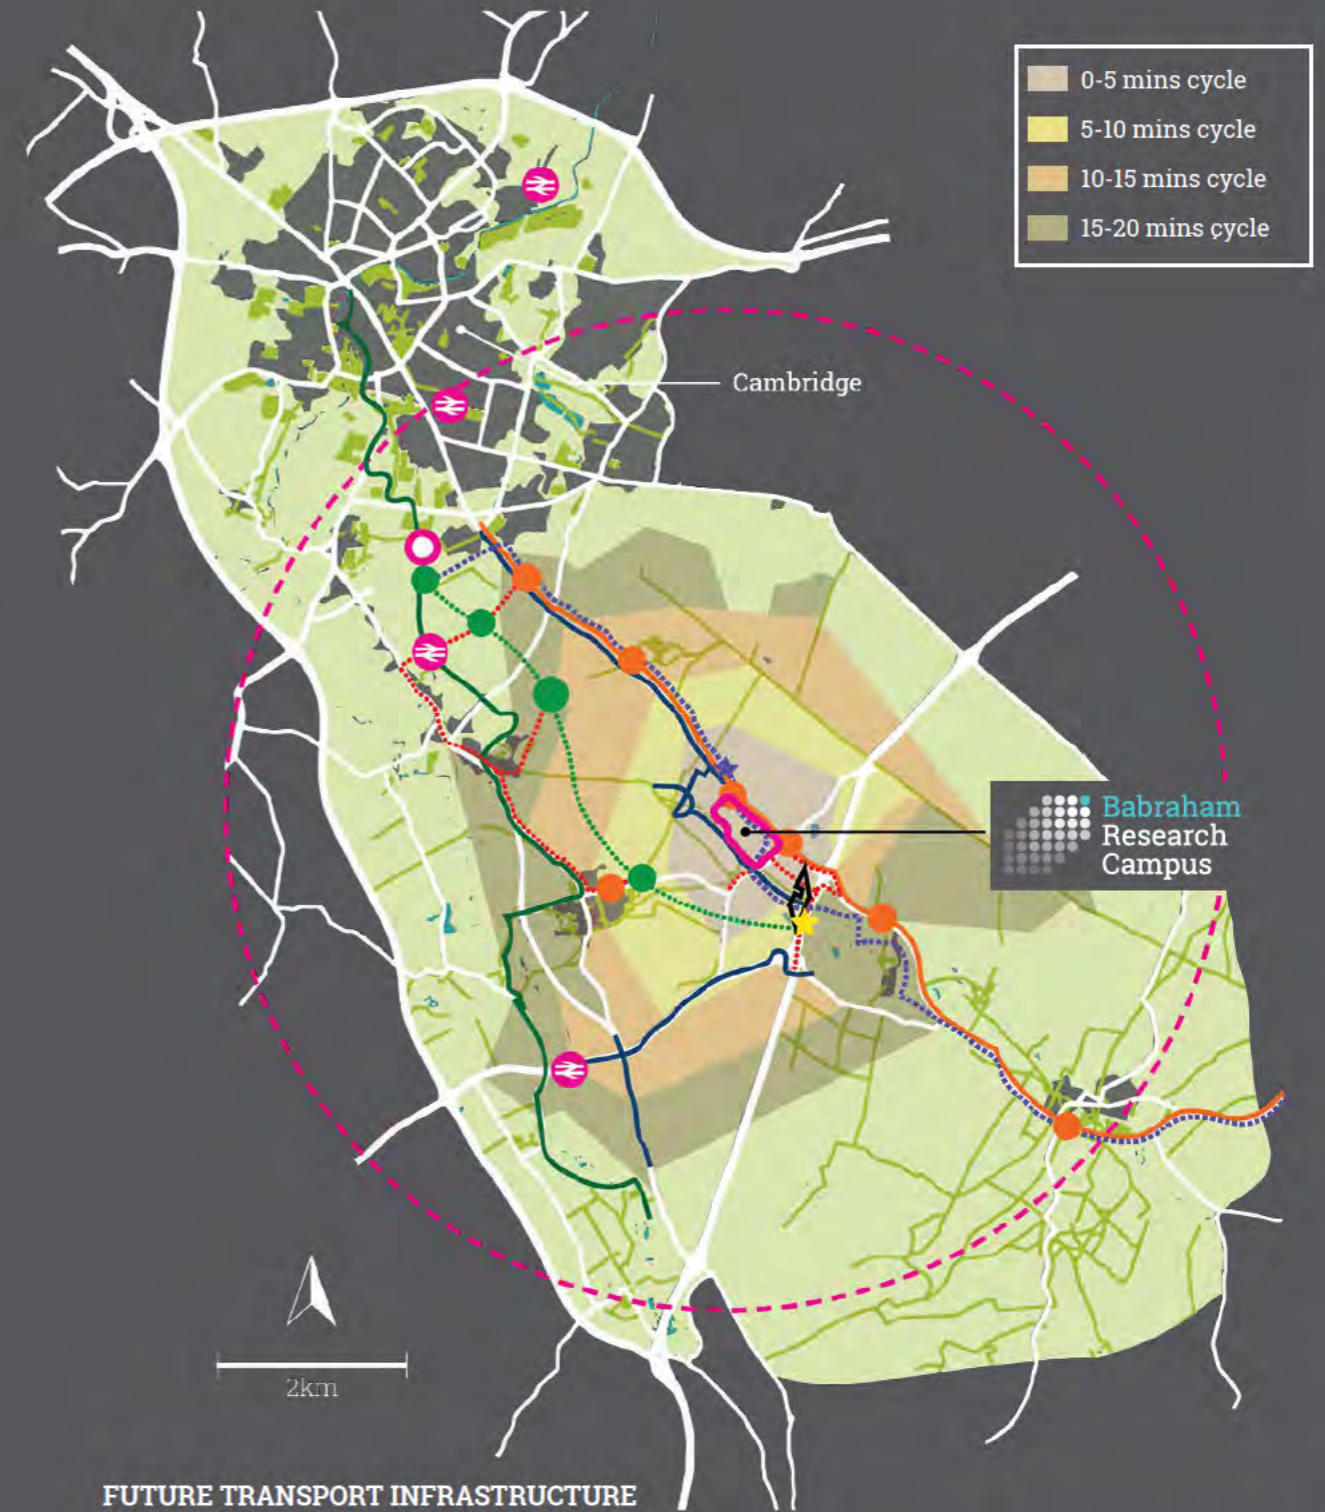 0-5 mins cycle
5-10 mins cycle
10-15 mins cycle
15-20 mins cycle
Cambridge
Babraham
Research
Campus
2km
FUTURE TRANSPORT INFRASTRUCTURE